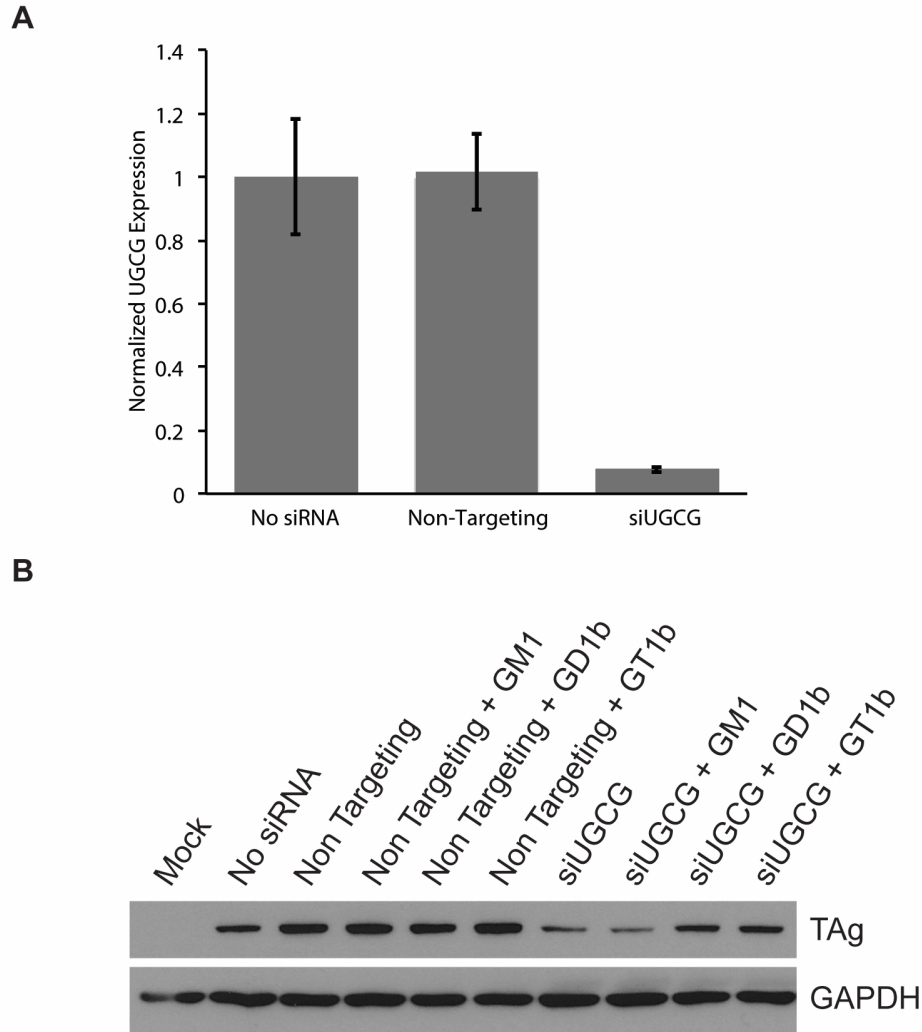 A
Normalized UGCG Expression
1.4
1.2
1
0.8
0.6
0.4
0.2
0
No siRNA
Non-Targeting
siUGCG
B
Mock
No siRNA
Non Targeting
Non Targeting + GM1
Non Targeting + GD1b
Non Targeting + GT1b
siUGCG
siUGCG + GM1
siUGCG + GD1b
siUGCG + GT1b
TAg
GAPDH